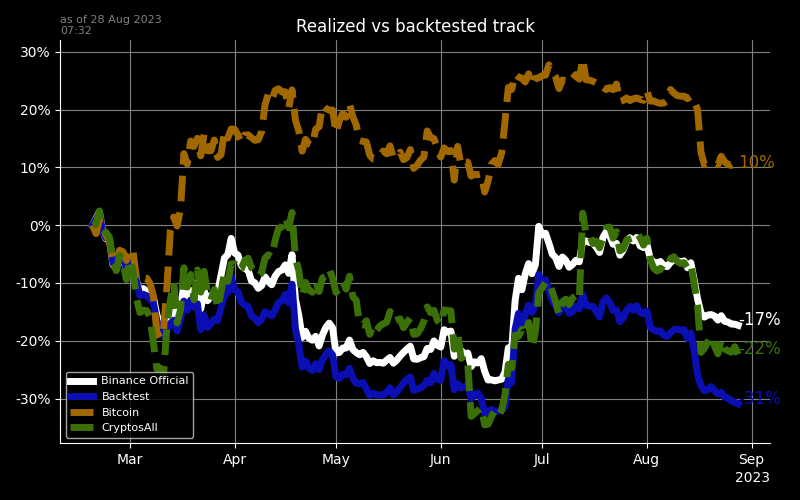 as of 28 Aug 2023
07:32
Realized vs backtested track
30%
20%
10%
0%
-10%
-20%
-30%
10%
-17%
-22%
-31%
Binance Official
Backtest
Bitcoin
CryptosAll
Mar
Apr
May
Jun
Jul
Aug
Sep
2023